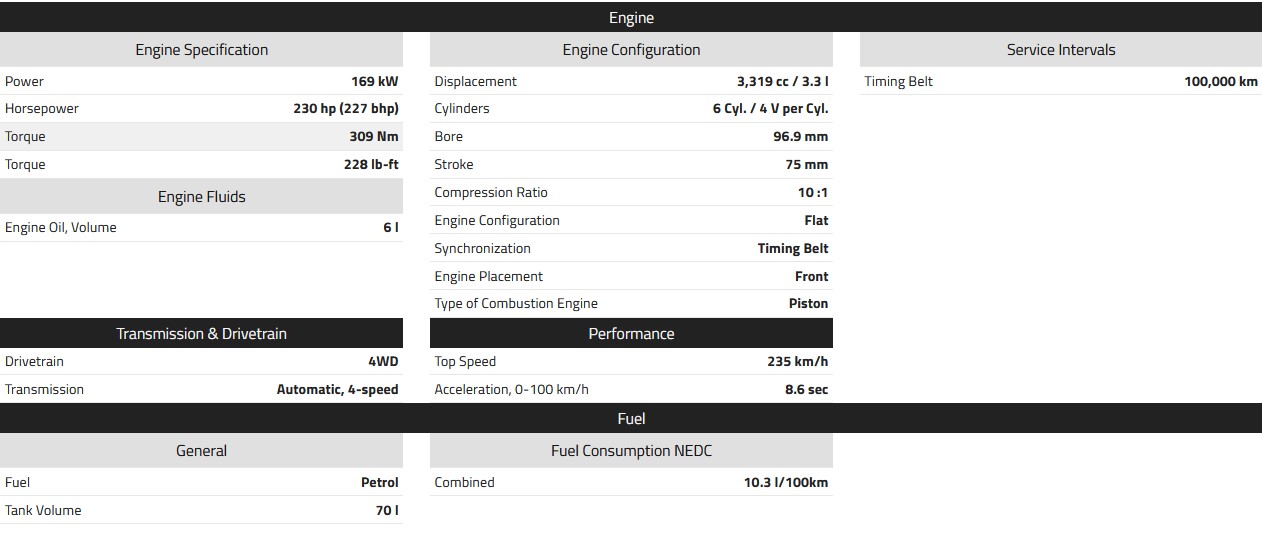 Engine
Engine Specification
Power 169 kW
Horsepower 230 hp (227 bhp)
Torque 309 Nm
Torque 228 lb-ft
Engine Fluids
Engine Oil, Volume 6 l
Engine Configuration
Displacement 3,319 cc / 3.3 l
Cylinders 6 Cyl. / 4 V per Cyl.
Bore 96.9 mm
Stroke 75 mm
Compression Ratio 10 :1
Engine Configuration Flat
Synchronization Timing Belt
Engine Placement Front
Type of Combustion Engine Piston
Service Intervals
Timing Belt 100,000 km
Transmission & Drivetrain
Drivetrain 4WD
Transmission Automatic, 4-speed
Performance
Top Speed 235 km/h
Acceleration, 0-100 km/h 8.6 sec
Fuel
General
Fuel Petrol
Tank Volume 70 l
Fuel Consumption NEDC
Combined 10.3 l/100km